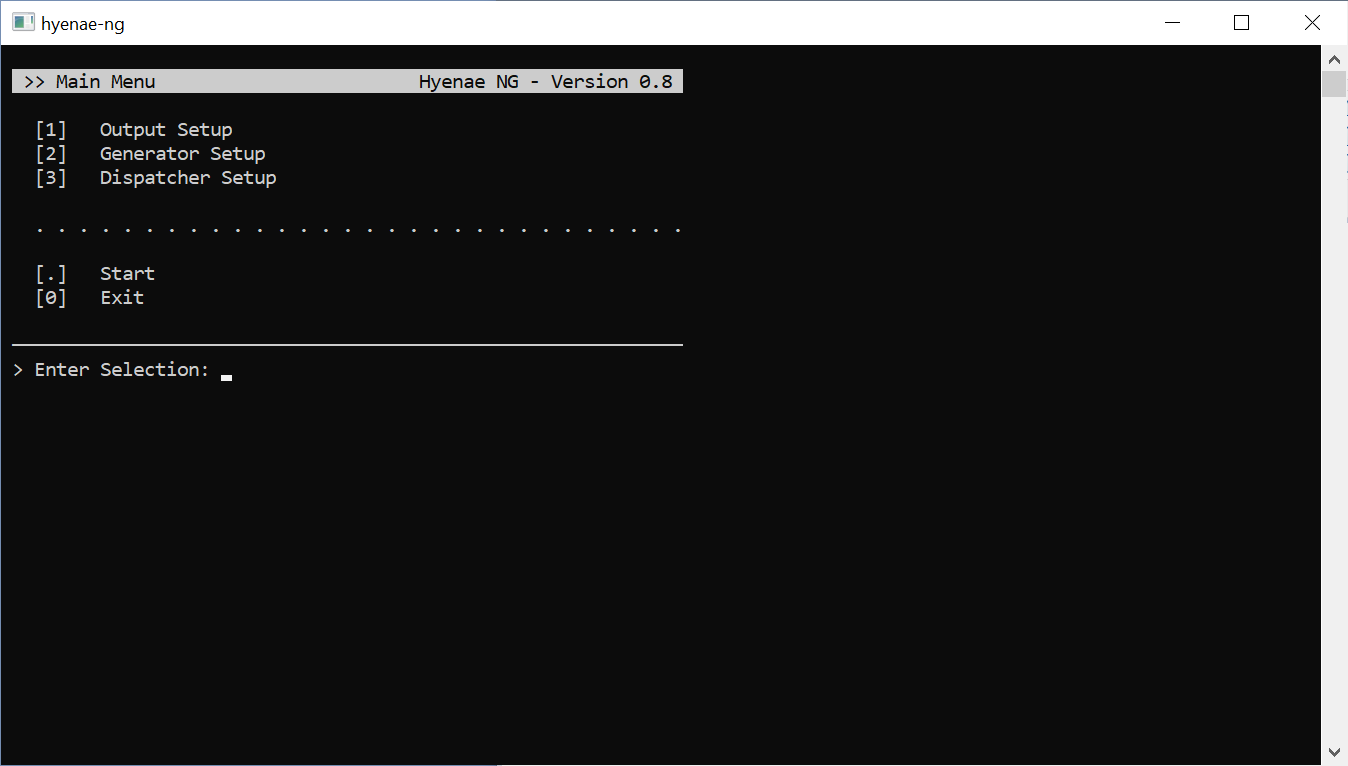 hyenae-ng
>> Main Menu Hyenae NG - Version 0.8
[1] Output Setup
[2] Generator Setup
[3] Dispatcher Setup
. . . . . . . . . . . . . . . . . . . . . . . . . . . . . .
[.] Start
[0] Exit
> Enter Selection: